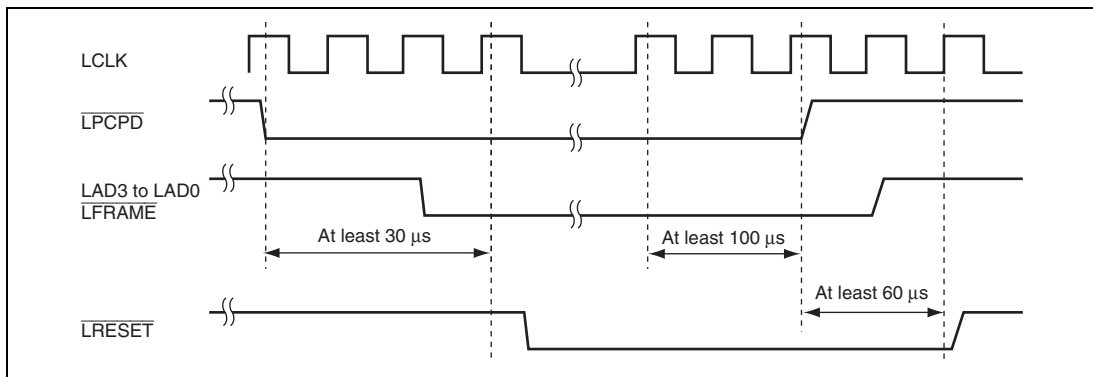 LCLK
LPCPD
LAD3 to LAD0
LFRAME
At least 30 μs
At least 100 μs
At least 60 μs
LRESET